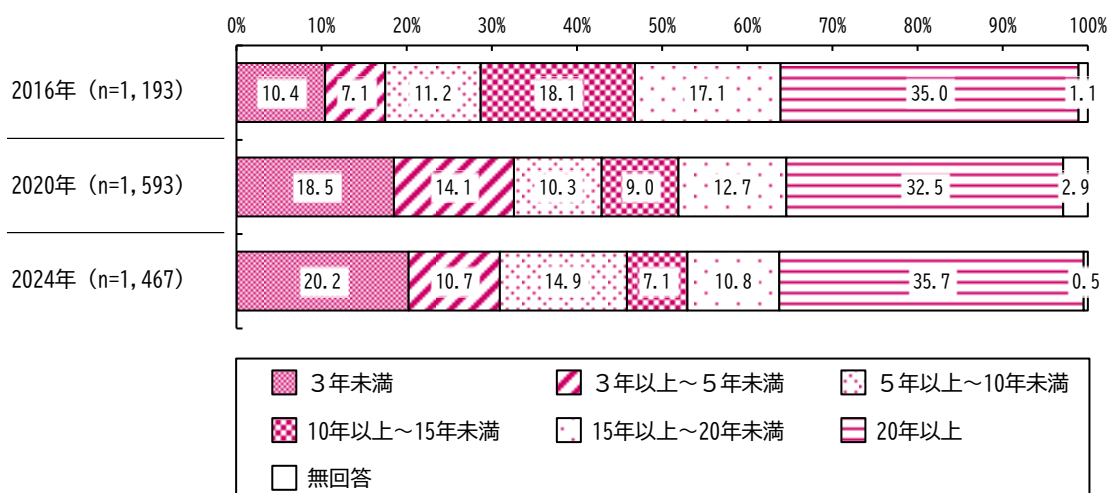 0% 10% 20% 30% 40% 50% 60% 70% 80% 90% 100%
2016年 (n=1,193) 10.4 7.1 11.2 18.1 17.1 35.0 1.1
2020年 (n=1,593) 18.5 14.1 10.3 9.0 12.7 32.5 2.9
2024年 (n=1,467) 20.2 10.7 14.9 7.1 10.8 35.7 0.5
３年未満 ３年以上～５年未満 ５年以上～10年未満
10年以上～15年未満 15年以上～20年未満 20年以上
無回答